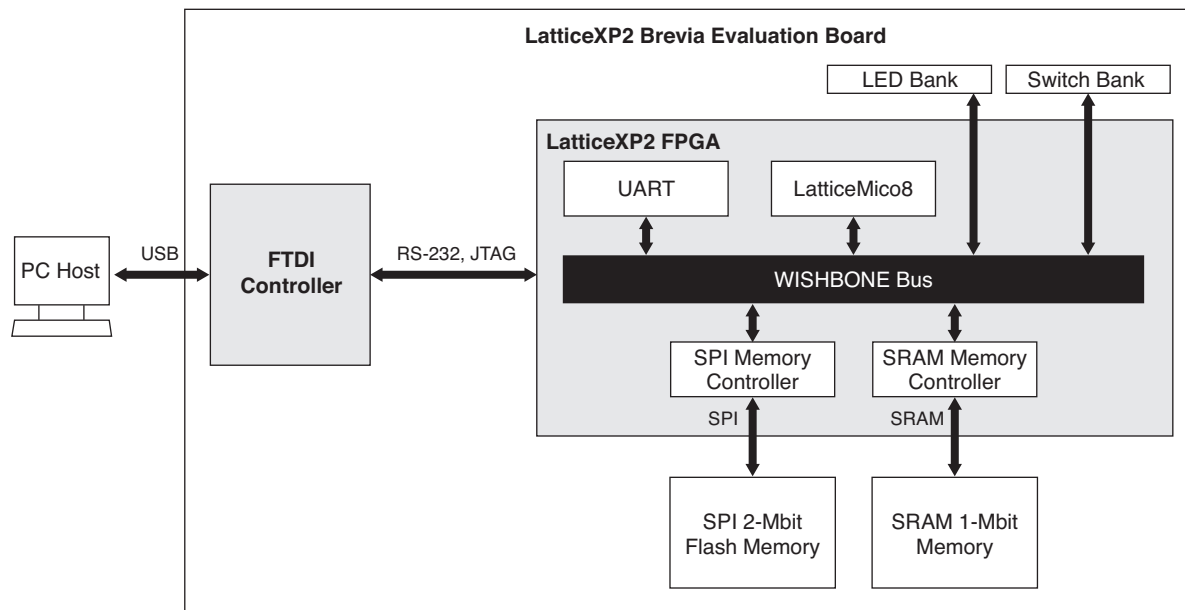 LatticeXP2 Brevia Evaluation Board
LED Bank
Switch Bank
LatticeXP2 FPGA
UART
LatticeMico8
PC Host
USB
FTDI
Controller
RS-232, JTAG
WISHBONE Bus
SPI Memory
Controller
SRAM Memory
Controller
SPI
SRAM
SPI 2-Mbit
Flash Memory
SRAM 1-Mbit
Memory